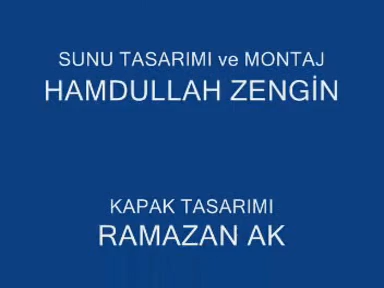 SUNU TASARIMI ve MONTAJ
HAMDULLAH ZENGİN
KAPAK TASARIMI
RAMAZAN AK